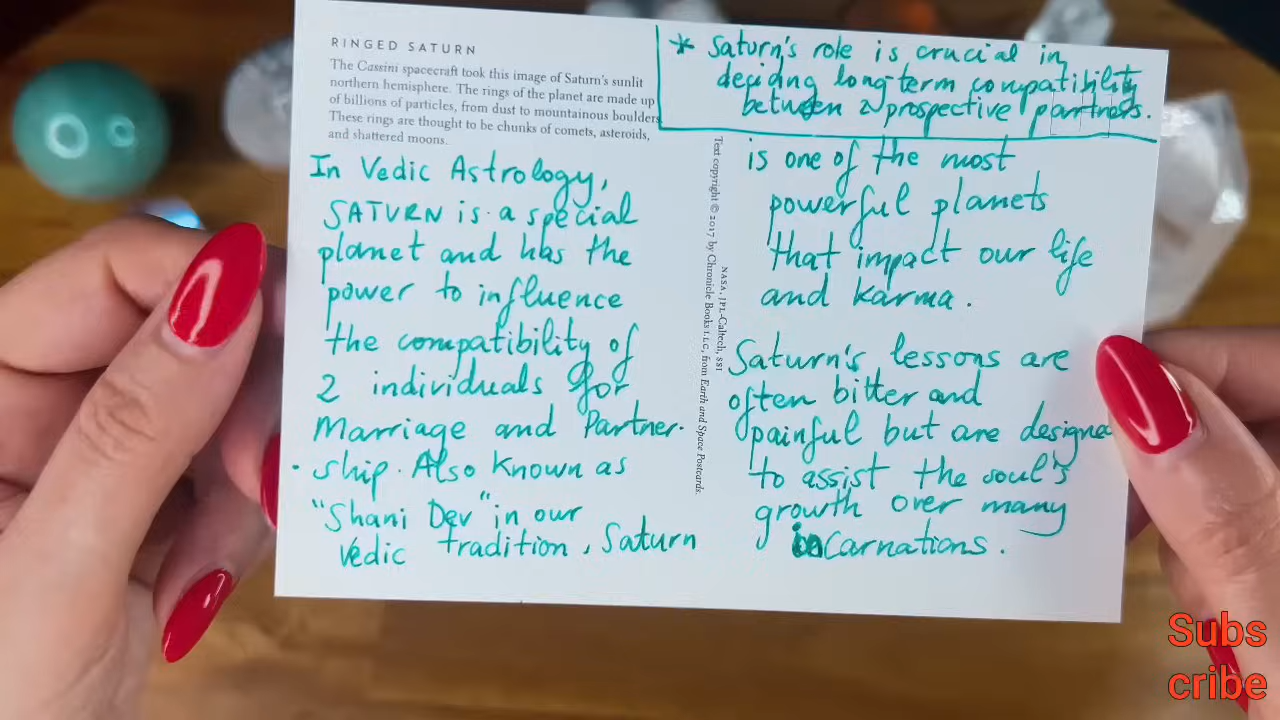 RINGED SATURN
The Cassini spacecraft took this image of Saturn's sunlit
northern hemisphere. The rings of the planet are made up
of billions of particles, from dust to mountainous boulders
These rings are thought to be chunks of comets, asteroids,
and shattered moons.
In Vedic Astrology,
SATURN is a special
planet and has the
power to influence
the compatibility of
2 individuals for
Marriage and Partner-
ship. Also Known as
"Shani Dev" in our
Vedic tradition, Saturn
* Saturn's role is crucial in
deciding long-term compatibility
between 2 prospective partners.
is one of the most
powerful planets
that impact our life
and karma.
Saturn's lessons are
often bitter and
painful but are designe
to assist the soul's
growth over many
incarnations.
Text copyright © 2017 by Chronicle Books LLC, from Earth and Space Postcards.
NASA, JPL-Caltech, SSI
Subs
cribe